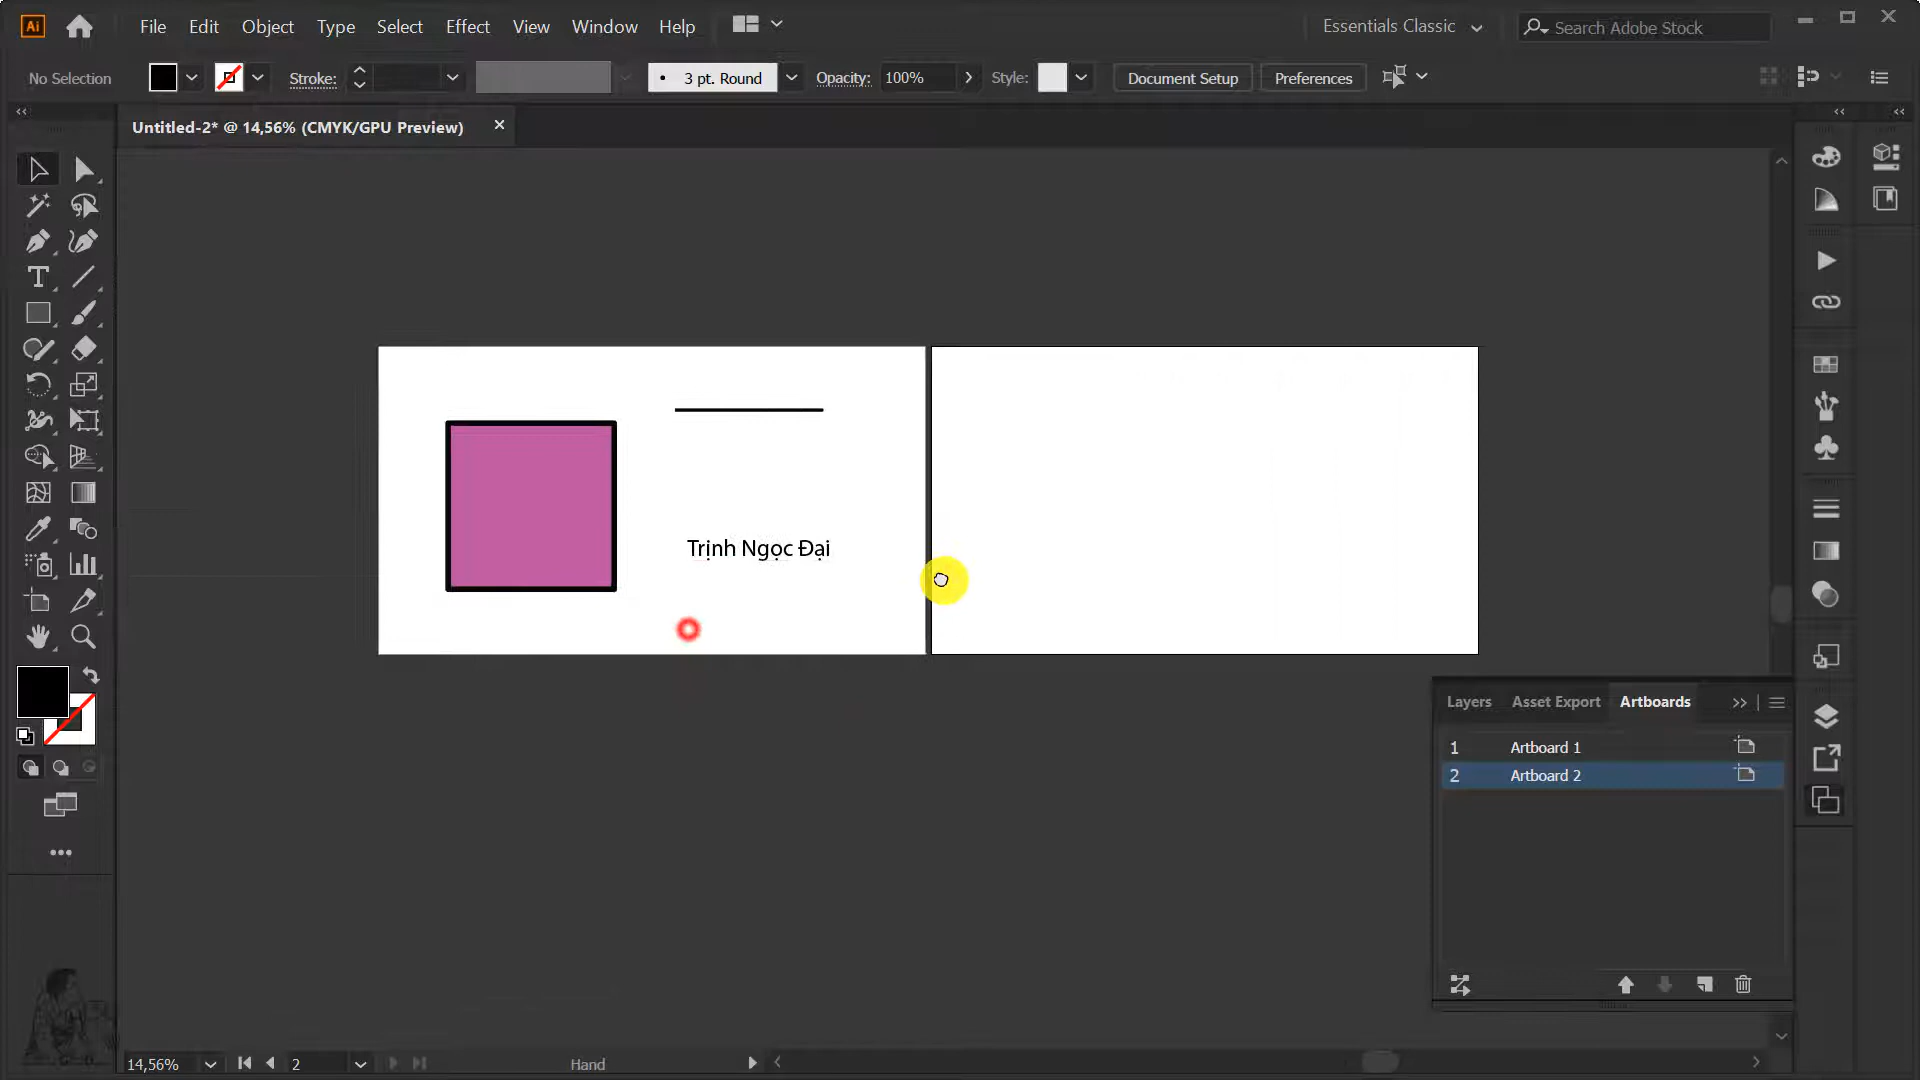 Ai
File
Edit
Object
Type
Select
Effect
View
Window
Help
Essentials Classic
Search Adobe Stock
No Selection
Stroke:
3 pt. Round
Opacity:
100%
Style:
Document Setup
Preferences
Untitled-2* @ 14,56% (CMYK/GPU Preview)
Trịnh Ngọc Đại
Layers
Asset Export
Artboards
1
Artboard 1
2
Artboard 2
14,56%
2
Hand